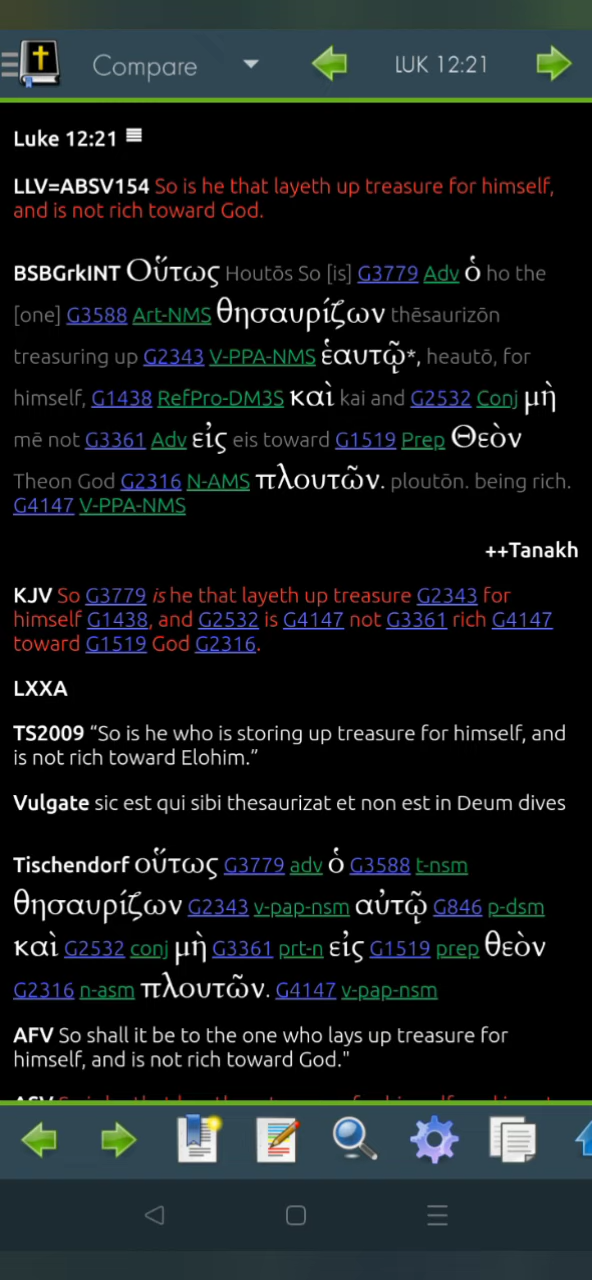 Compare
LUK 12:21
Luke 12:21
LLV=ABSV154 So is he that layeth up treasure for himself,
and is not rich toward God.
BSBGrkINT Οὕτως Houtōs So [is] G3779 Adv ὁ ho the
[one] G3588 Art-NMS θησαυρίζων thēsaurizōn
treasuring up G2343 V-PPA-NMS ἑαυτῷ*, heautō, for
himself, G1438 RefPro-DM3S καὶ kai and G2532 Conj μὴ
mē not G3361 Adv εἰς eis toward G1519 Prep Θεὸν
Theon God G2316 N-AMS πλουτῶν. ploutōn. being rich.
G4147 V-PPA-NMS
++Tanakh
KJV So G3779 is he that layeth up treasure G2343 for
himself G1438, and G2532 is G4147 not G3361 rich G4147
toward G1519 God G2316.
LXXA
TS2009 “So is he who is storing up treasure for himself, and
is not rich toward Elohim.”
Vulgate sic est qui sibi thesaurizat et non est in Deum dives
Tischendorf οὕτως G3779 adv ὁ G3588 t-nsm
θησαυρίζων G2343 v-pap-nsm αὑτῷ G846 p-dsm
καὶ G2532 conj μὴ G3361 prt-n εἰς G1519 prep θεὸν
G2316 n-asm πλουτῶν. G4147 v-pap-nsm
AFV So shall it be to the one who lays up treasure for
himself, and is not rich toward God."